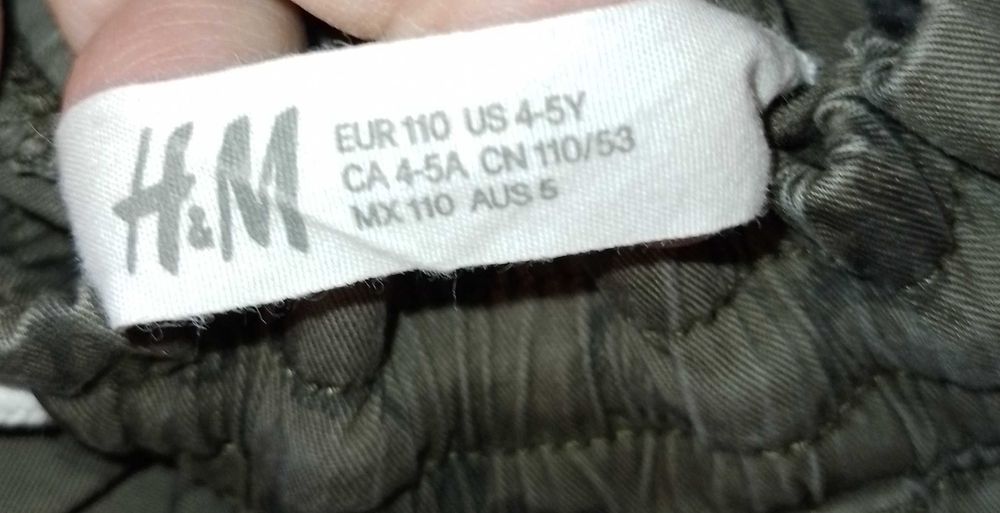 H&M
EUR 110 US 4-5Y
CA 4-5A CN 110/53
MX 110 AUS 5